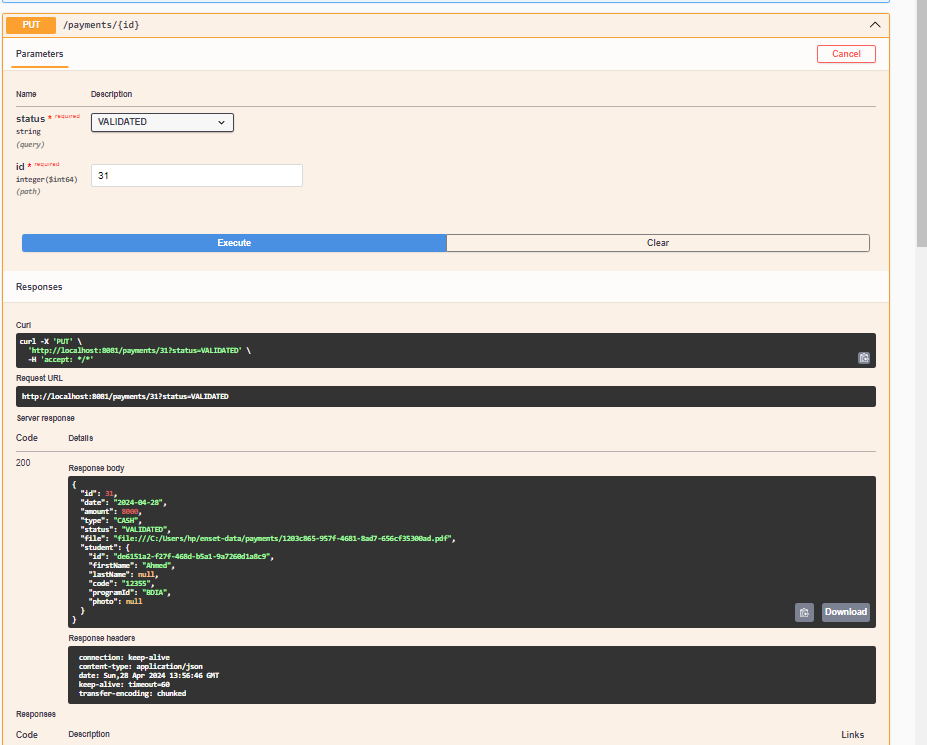 PUT /payments/{id}
Parameters
Cancel
Name Description
status * required
string
(query)
VALIDATED
id * required
integer($int64)
(path)
31
Execute Clear
Responses
Curl
curl -X 'PUT' \
'http://localhost:8081/payments/31?status=VALIDATED' \
-H 'accept: */*'
Request URL
http://localhost:8081/payments/31?status=VALIDATED
Server response
Code Details
200
Response body
{
"id": 31,
"date": "2024-04-28",
"amount": 8000,
"type": "CASH",
"status": "VALIDATED",
"file": "file:///C:/Users/hp/enset-data/payments/1203c865-957f-4681-8ad7-656cf35300ad.pdf",
"student": {
"id": "de6151a2-f27f-468d-b5a1-9a7260d1a8c9",
"firstName": "Ahmed",
"lastName": null,
"code": "12355",
"programId": "BDIA",
"photo": null
}
}
Download
Response headers
connection: keep-alive
content-type: application/json
date: Sun,28 Apr 2024 13:56:46 GMT
keep-alive: timeout=60
transfer-encoding: chunked
Responses
Code Description Links